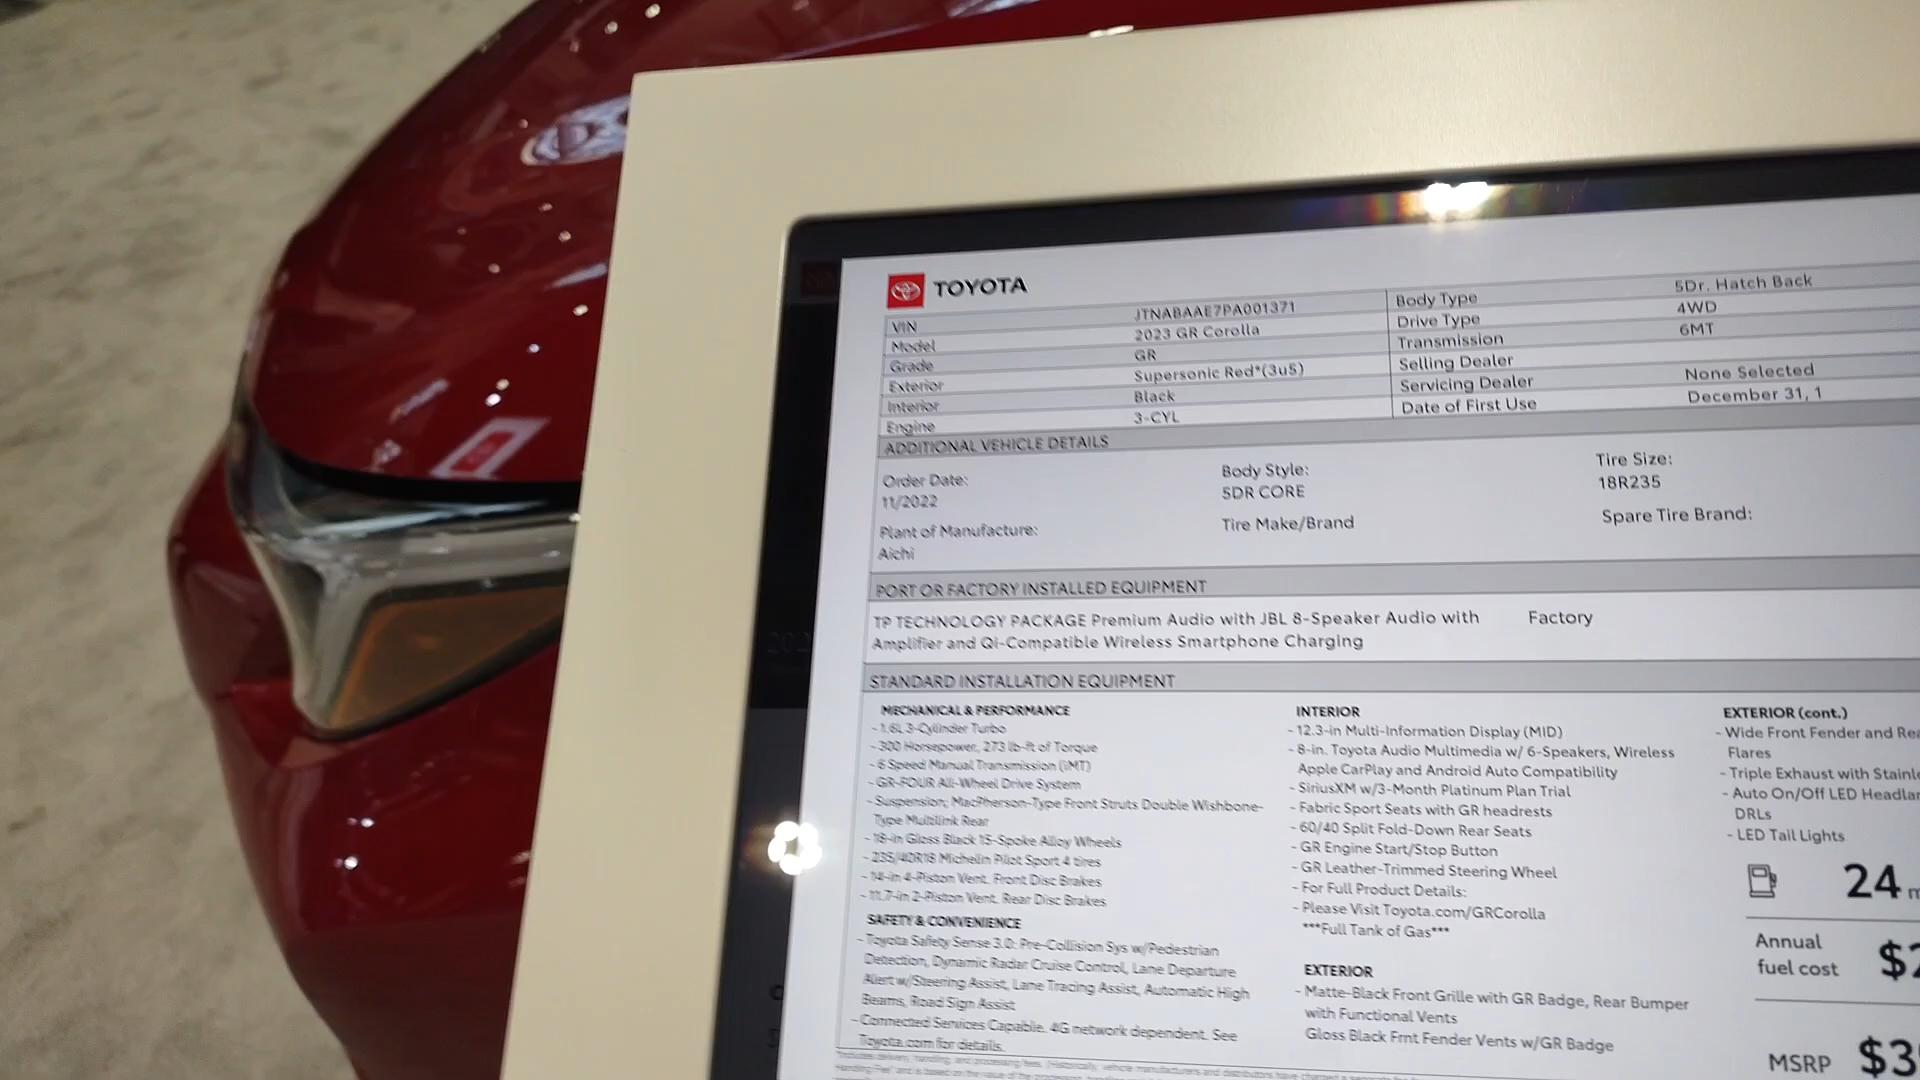 TOYOTA
VIN JTNABAAE7PA001371
Model 2023 GR Corolla
Grade GR
Exterior Supersonic Red*(3u5)
Interior Black
Engine 3-CYL
Body Type 5Dr. Hatch Back
Drive Type 4WD
Transmission 6MT
Selling Dealer
Servicing Dealer None Selected
Date of First Use December 31, 1
ADDITIONAL VEHICLE DETAILS
Order Date:
11/2022
Plant of Manufacture:
Aichi
Body Style:
5DR CORE
Tire Make/Brand
Tire Size:
18R235
Spare Tire Brand:
PORT OR FACTORY INSTALLED EQUIPMENT
TP TECHNOLOGY PACKAGE Premium Audio with JBL 8-Speaker Audio with Factory
Amplifier and Qi-Compatible Wireless Smartphone Charging
STANDARD INSTALLATION EQUIPMENT
MECHANICAL & PERFORMANCE
- 1.6L 3-Cylinder Turbo
- 300 Horsepower, 273 lb-ft of Torque
- 6 Speed Manual Transmission (iMT)
- GR-FOUR All-Wheel Drive System
- Suspension; MacPherson-Type Front Struts Double Wishbone-
Type Multilink Rear
- 18-in Gloss Black 15-Spoke Alloy Wheels
- 235/40R18 Michelin Pilot Sport 4 tires
- 14-in 4-Piston Vent. Front Disc Brakes
- 11.7-in 2-Piston Vent. Rear Disc Brakes
SAFETY & CONVENIENCE
- Toyota Safety Sense 3.0: Pre-Collision Sys w/Pedestrian
Detection, Dynamic Radar Cruise Control, Lane Departure
Alert w/Steering Assist, Lane Tracing Assist, Automatic High
Beams, Road Sign Assist
- Connected Services Capable. 4G network dependent. See
Toyota.com for details.
INTERIOR
- 12.3-in Multi-Information Display (MID)
- 8-in. Toyota Audio Multimedia w/ 6-Speakers, Wireless
Apple CarPlay and Android Auto Compatibility
- SiriusXM w/3-Month Platinum Plan Trial
- Fabric Sport Seats with GR headrests
- 60/40 Split Fold-Down Rear Seats
- GR Engine Start/Stop Button
- GR Leather-Trimmed Steering Wheel
- For Full Product Details:
- Please Visit Toyota.com/GRCorolla
***Full Tank of Gas***
EXTERIOR
- Matte-Black Front Grille with GR Badge, Rear Bumper
with Functional Vents
Gloss Black Frnt Fender Vents w/GR Badge
EXTERIOR (cont.)
- Wide Front Fender and Rea
Flares
- Triple Exhaust with Stainle
- Auto On/Off LED Headlar
DRLs
- LED Tail Lights
24 m
Annual
fuel cost $2
MSRP $39